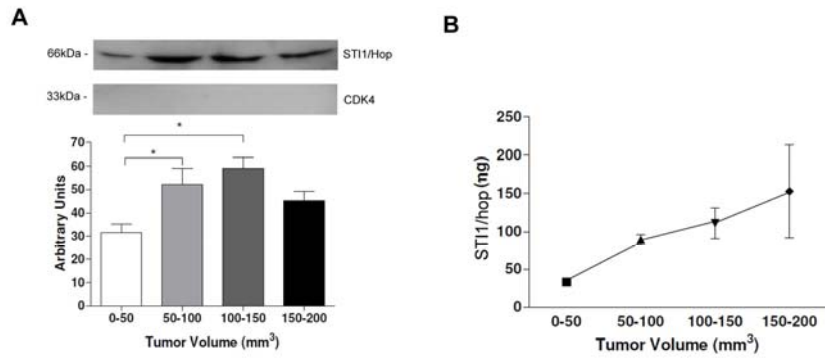 A
66kDa -
STI1/Hop
33kDa -
CDK4
*
*
Arbitrary Units
70
60
50
40
30
20
10
0
0-50 50-100 100-150 150-200
Tumor Volume (mm³)
B
STI1/hop (ng)
250
200
150
100
50
0
0-50 50-100 100-150 150-200
Tumor Volume (mm³)